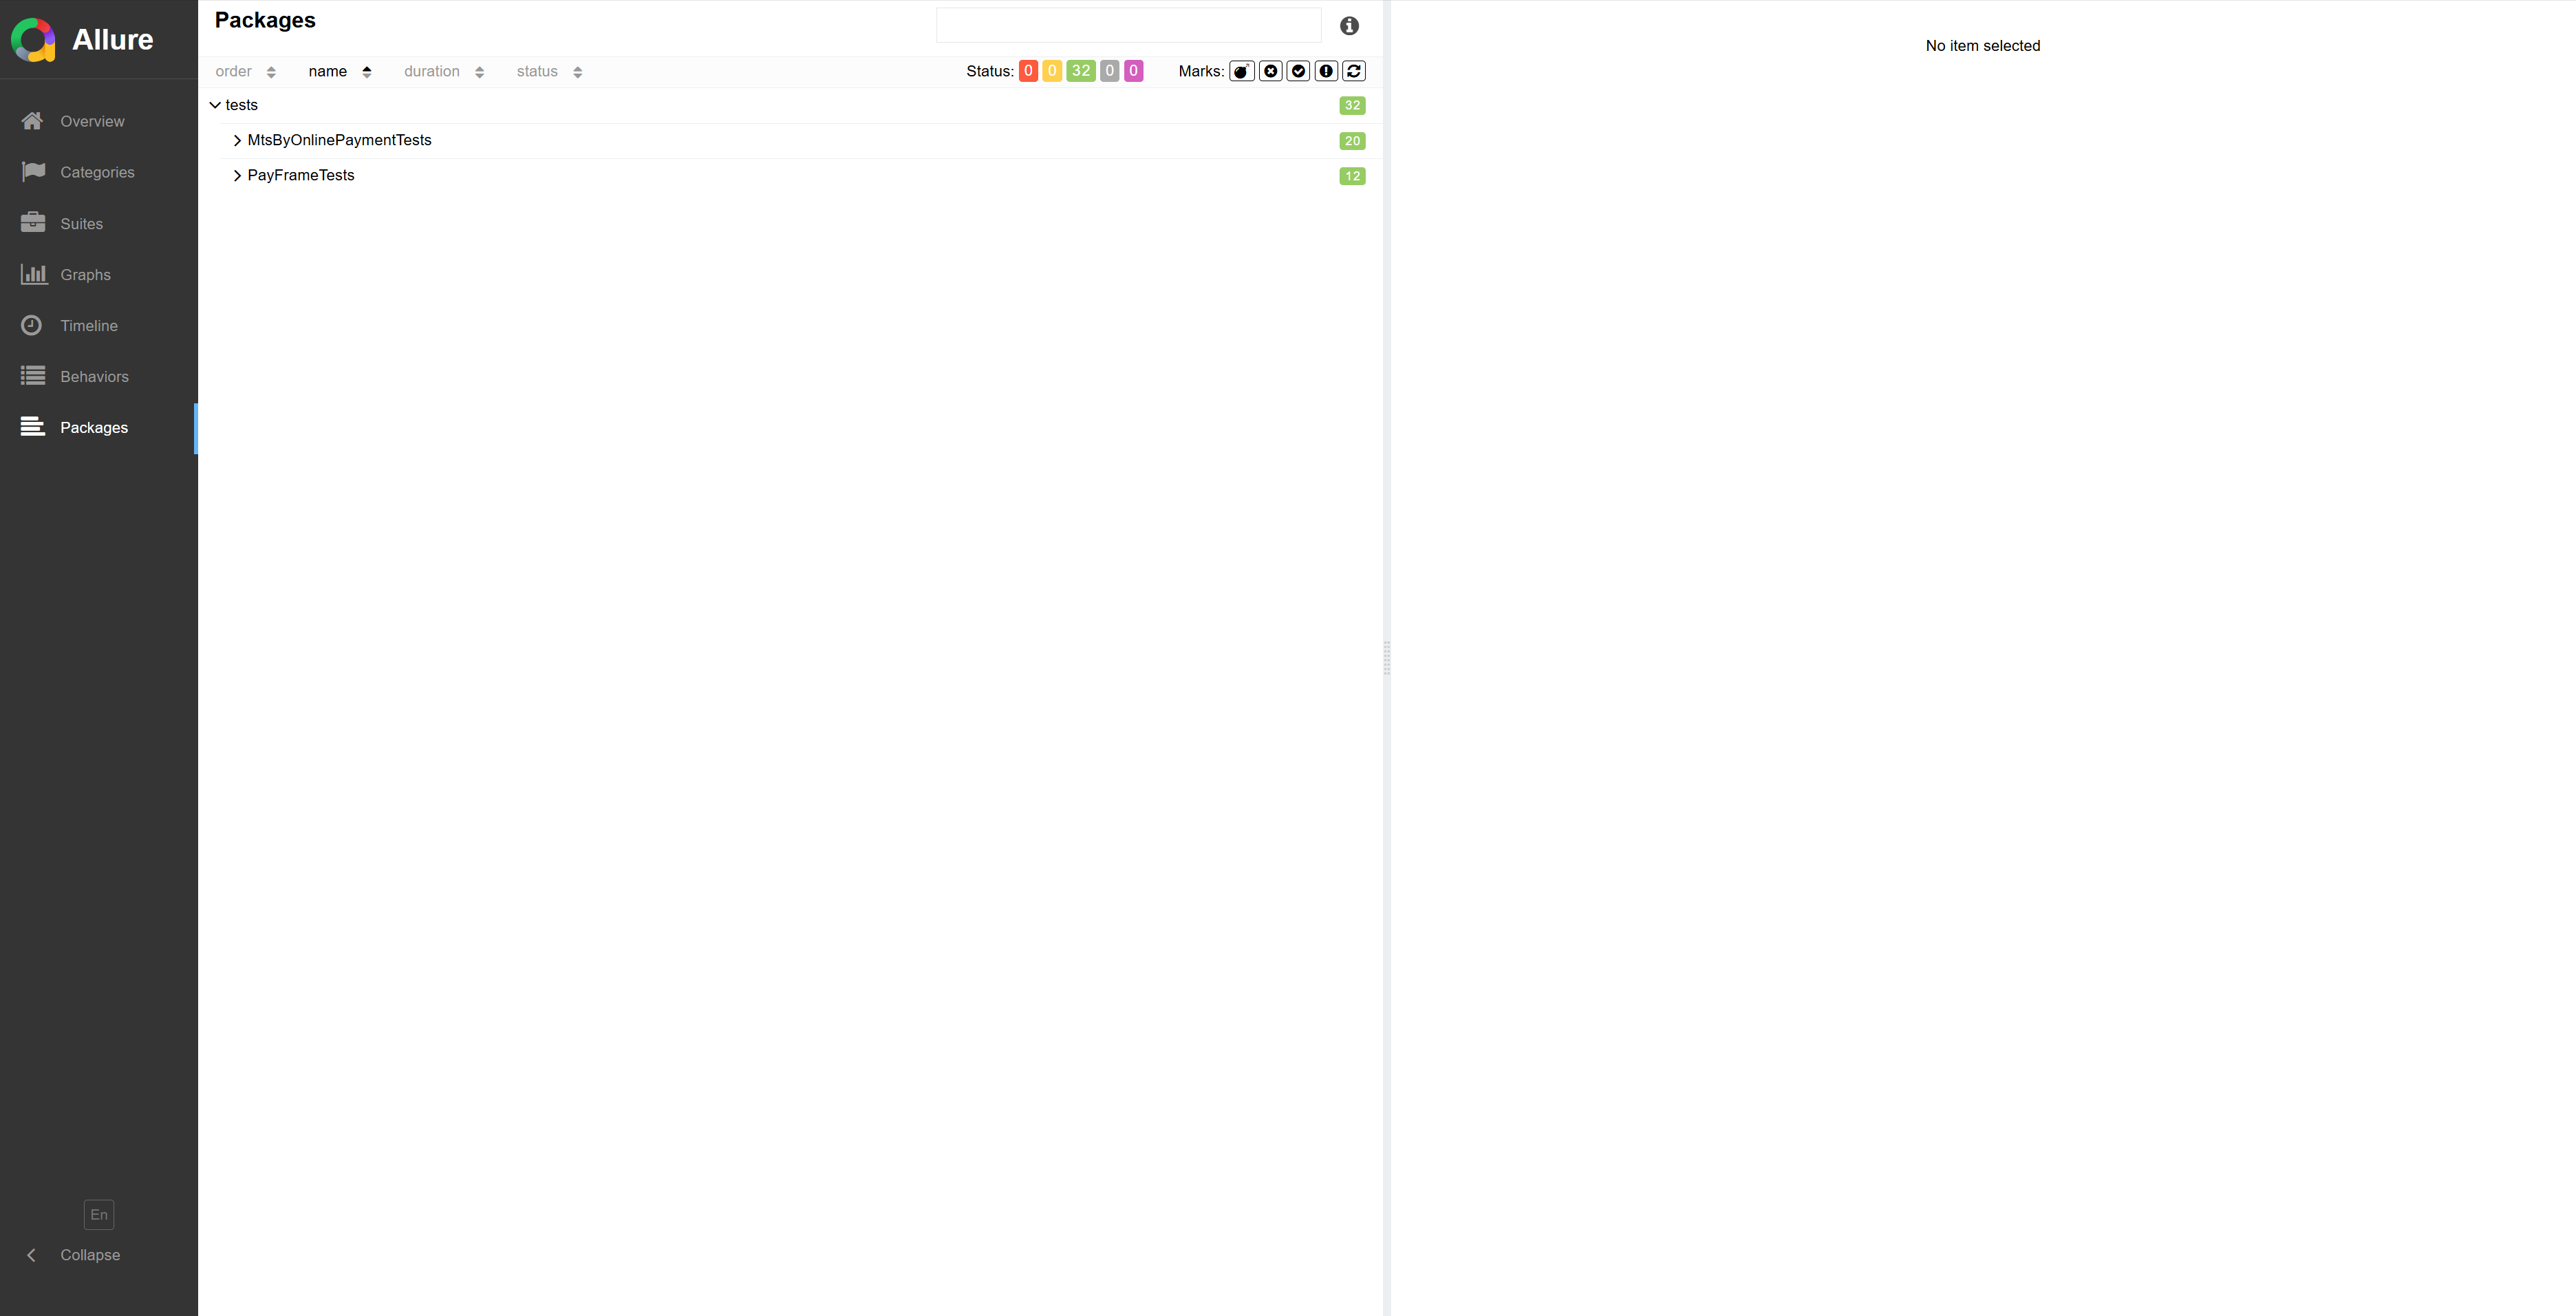 Allure
Overview
Categories
Suites
Graphs
Timeline
Behaviors
Packages
En
Collapse
Packages
order name duration status Status: 0 0 32 0 0 Marks:
tests 32
MtsByOnlinePaymentTests 20
PayFrameTests 12
No item selected